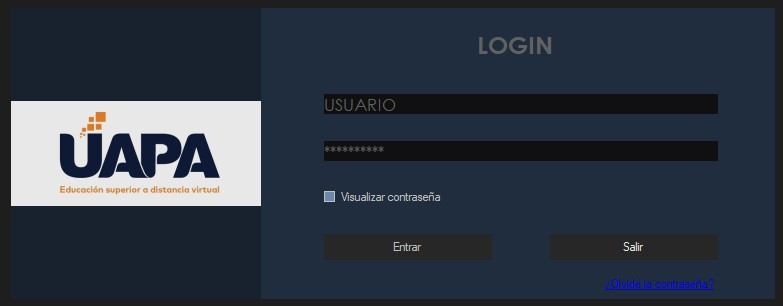 LOGIN
UAPA
Educación superior a distancia virtual
USUARIO
**********
Visualizar contraseña
Entrar
Salir
¿Olvide la contraseña?